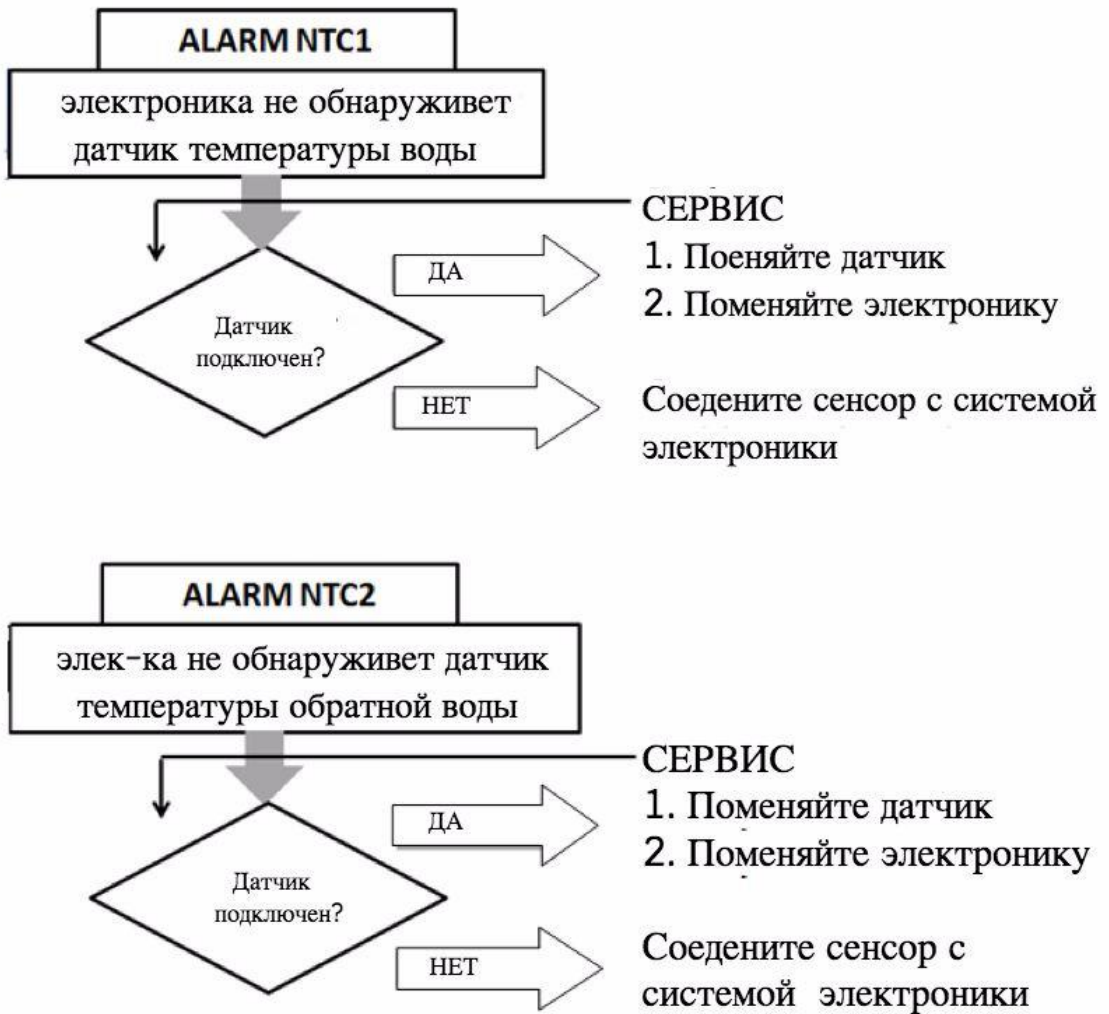 ALARM NTC1
электроника не обнаруживет
датчик температуры воды
СЕРВИС
ДА
1. Поеняйте датчик
2. Поменяйте электронику
Датчик
подключен?
НЕТ
Соедените сенсор с системой
электроники
ALARM NTC2
элек-ка не обнаруживет датчик
температуры обратной воды
СЕРВИС
ДА
1. Поменяйте датчик
2. Поменяйте электронику
Датчик
подключен?
НЕТ
Соедените сенсор с
системой электроники